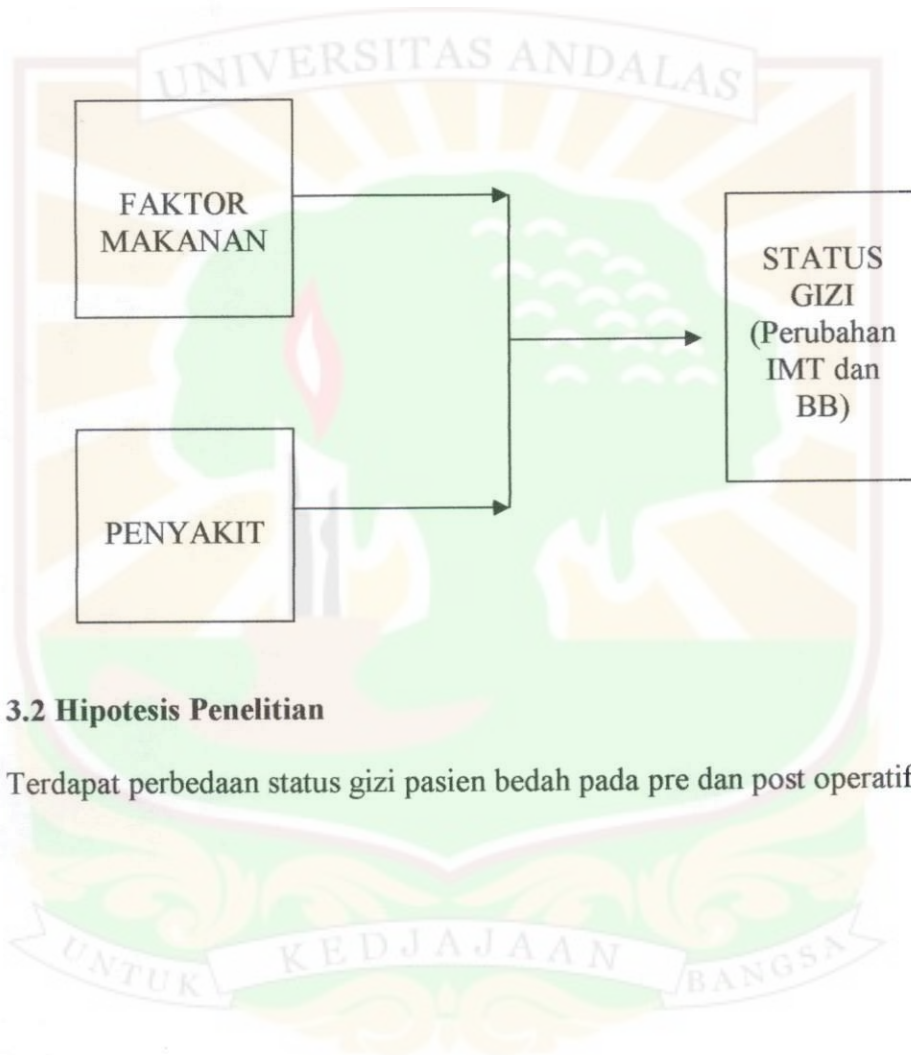 UNIVERSITAS ANDALAS
FAKTOR
MAKANAN
STATUS
GIZI
(Perubahan
IMT dan
BB)
PENYAKIT
3.2 Hipotesis Penelitian
Terdapat perbedaan status gizi pasien bedah pada pre dan post operatif
UNTUK KEDJAJAAN BANGSA